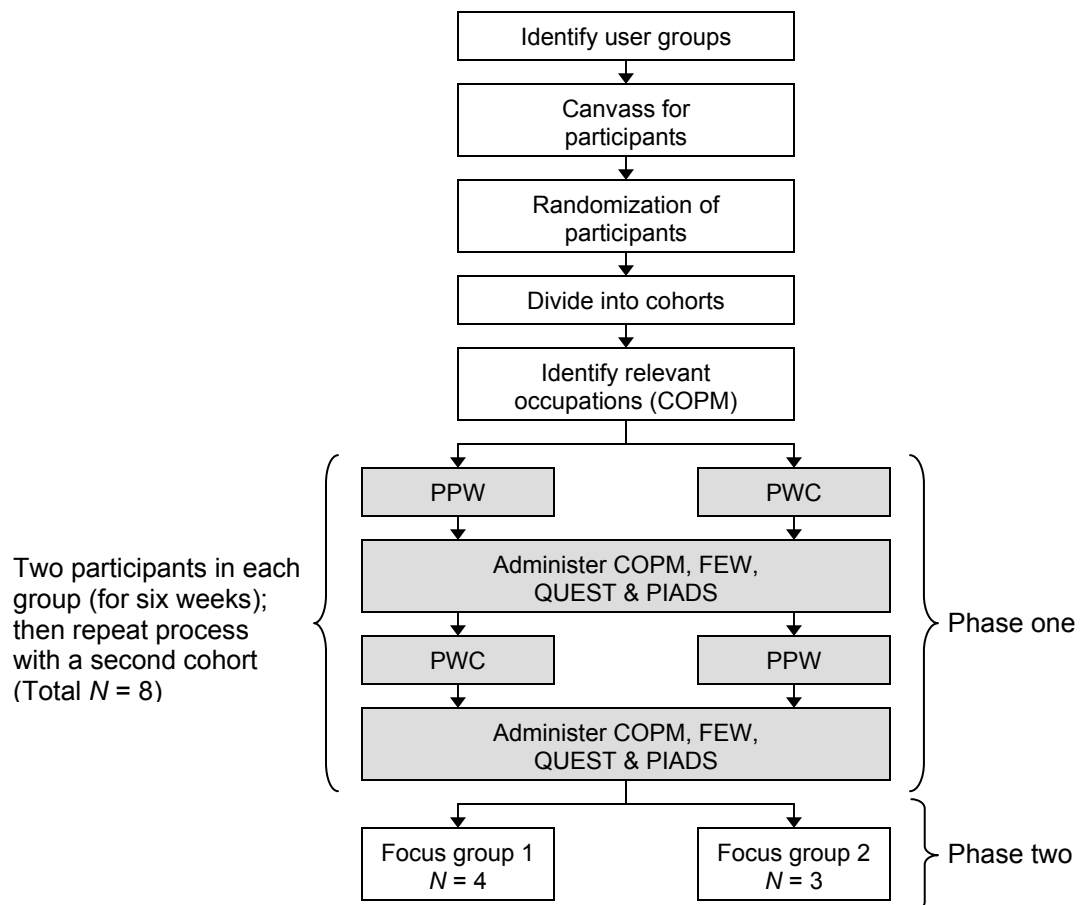 Identify user groups
Canvass for
participants
Randomization of
participants
Divide into cohorts
Identify relevant
occupations (COPM)
PPW
PWC
Administer COPM, FEW,
QUEST & PIADS
PWC
PPW
Administer COPM, FEW,
QUEST & PIADS
Two participants in each
group (for six weeks);
then repeat process
with a second cohort
(Total N = 8)
Phase one
Focus group 1
N = 4
Focus group 2
N = 3
Phase two